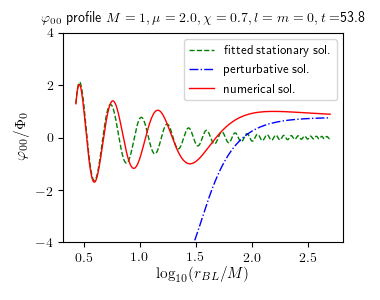 φ₀₀ profile M = 1, μ = 2.0, χ = 0.7, l = m = 0, t =53.8
fitted stationary sol.
perturbative sol.
numerical sol.
φ₀₀/Φ₀
4
2
0
−2
−4
0.5 1.0 1.5 2.0 2.5
log₁₀(r_BL/M)